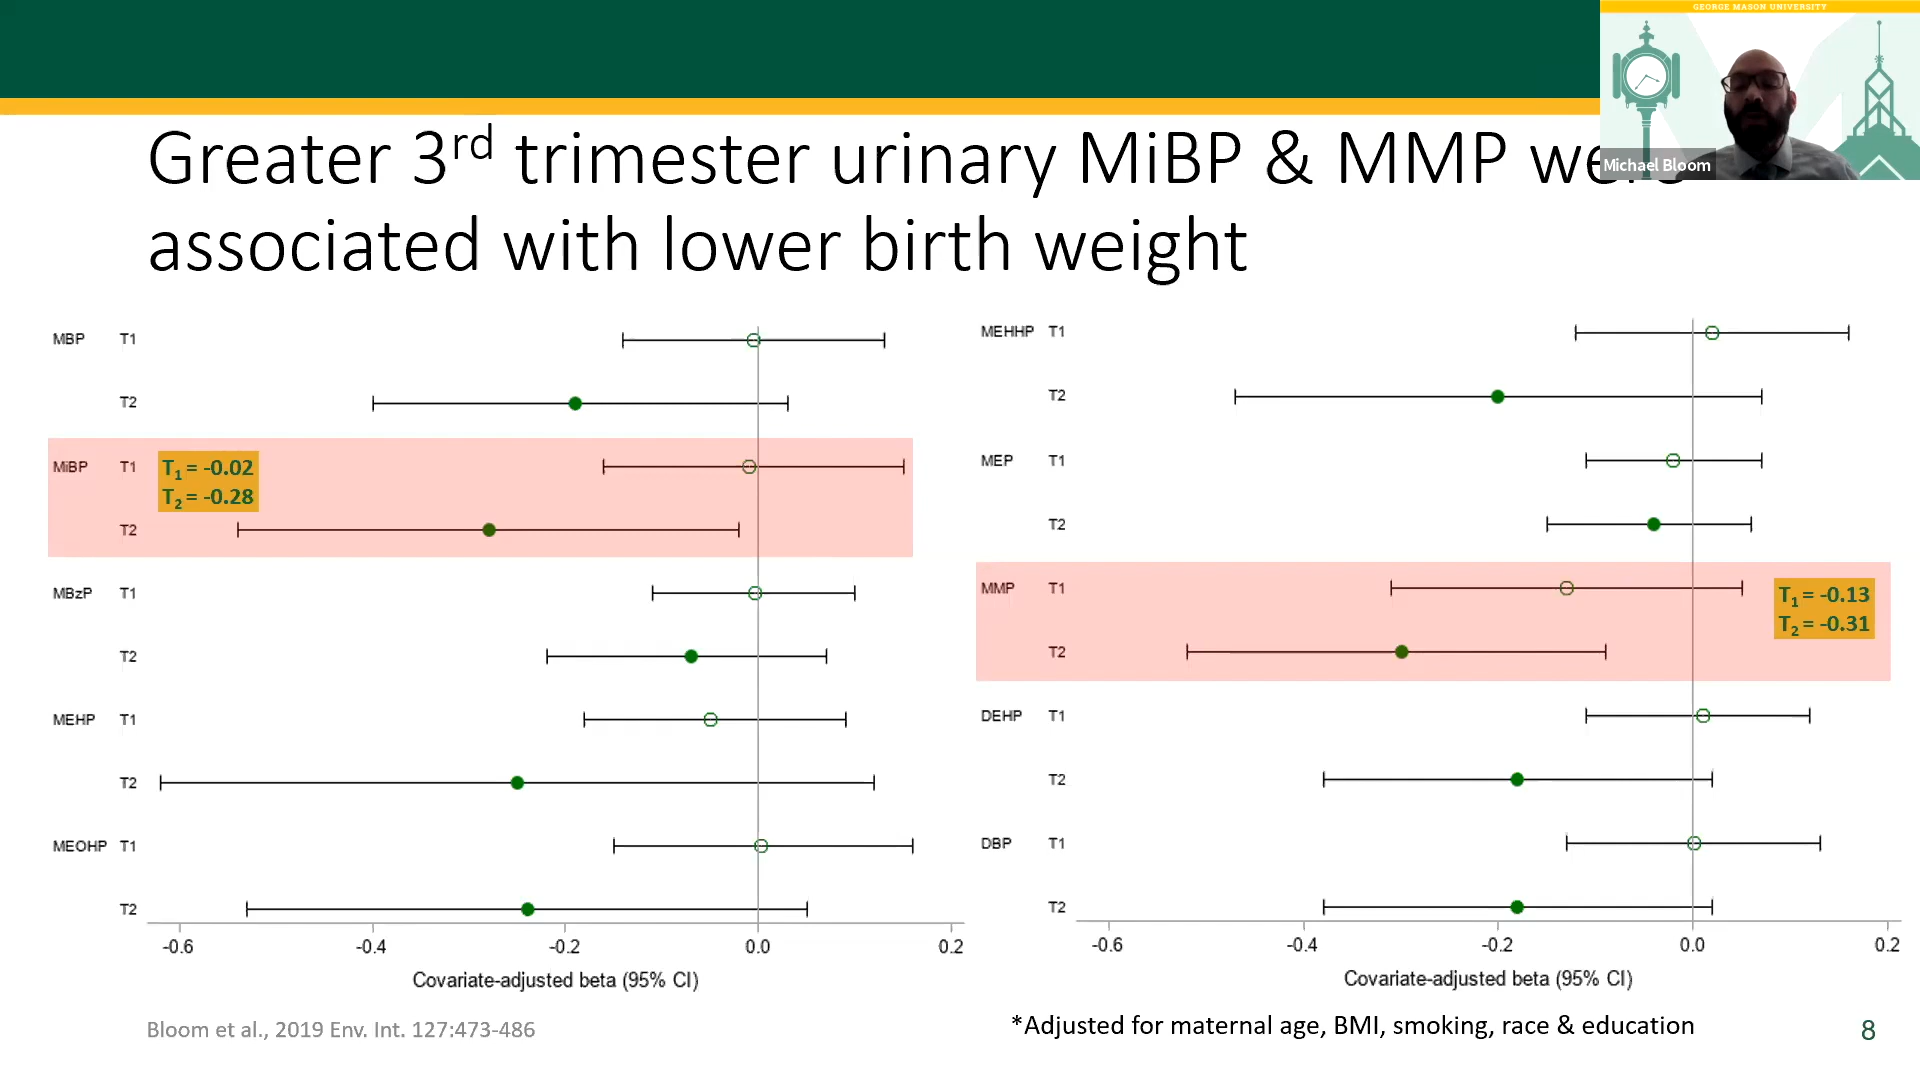 GEORGE MASON UNIVERSITY
Michael Bloom
Greater 3rd trimester urinary MiBP & MMP
associated with lower birth weight
MBP T1
T2
MiBP T1
T1 = -0.02
T2 = -0.28
T2
MBzP T1
T2
MEHP T1
T2
MEOHP T1
T2
-0.6 -0.4 -0.2 0.0 0.2
Covariate-adjusted beta (95% CI)
MEHHP T1
T2
MEP T1
T2
MMP T1
T1 = -0.13
T2 = -0.31
T2
DEHP T1
T2
DBP T1
T2
-0.6 -0.4 -0.2 0.0 0.2
Covariate-adjusted beta (95% CI)
Bloom et al., 2019 Env. Int. 127:473-486
*Adjusted for maternal age, BMI, smoking, race & education
8